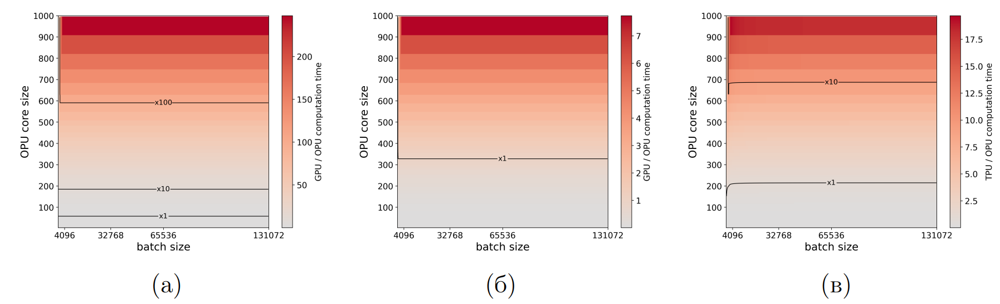 OPU core size
1000
900
800
700
600
500
400
300
200
100
x100
x10
x1
4096 32768 65536 131072
batch size
200
150
100
50
GPU / OPU computation time
(а)
OPU core size
1000
900
800
700
600
500
400
300
200
100
x1
4096 32768 65536 131072
batch size
7
6
5
4
3
2
1
GPU / OPU computation time
(б)
OPU core size
1000
900
800
700
600
500
400
300
200
100
x10
x1
4096 32768 65536 131072
batch size
17.5
15.0
12.5
10.0
7.5
5.0
2.5
TPU / OPU computation time
(в)